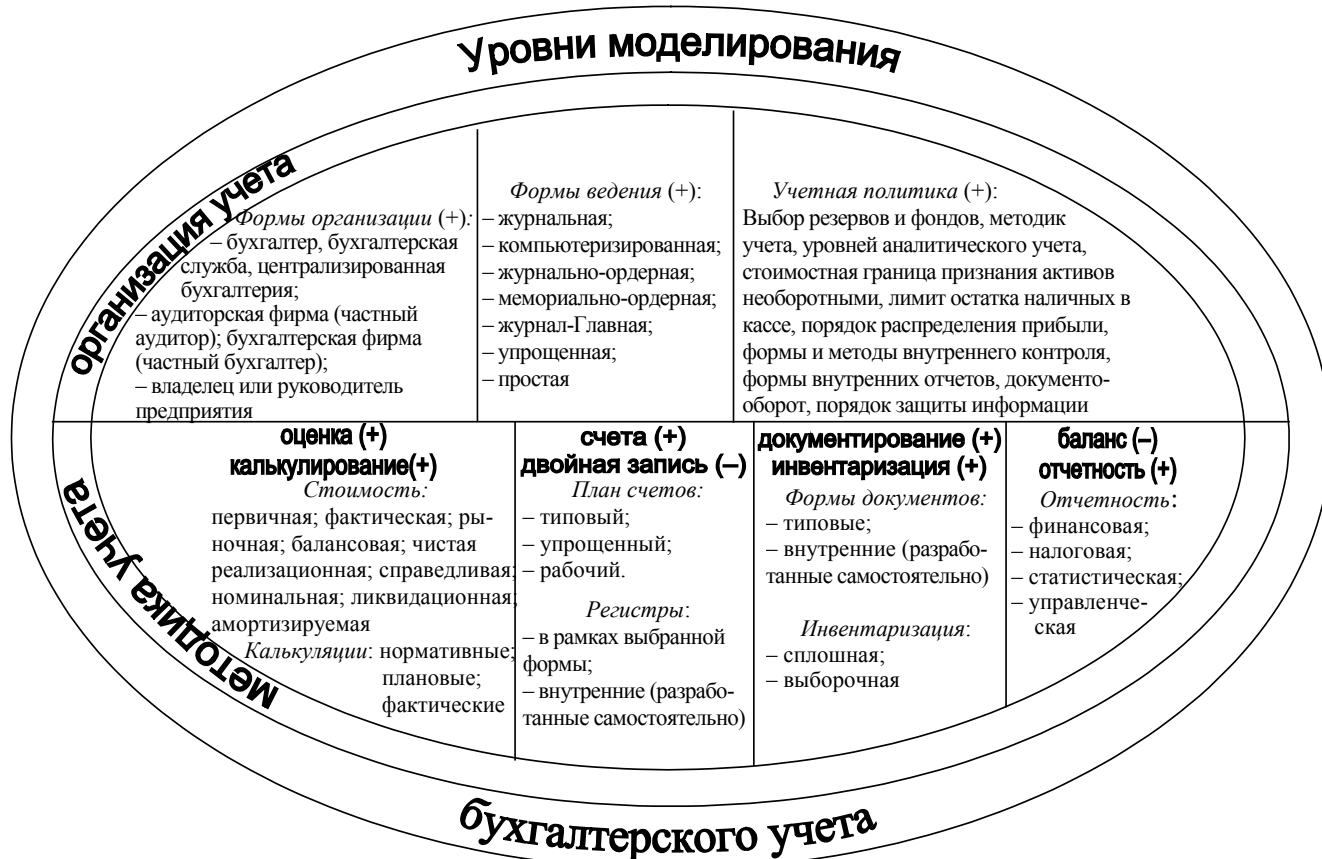 Уровни моделирования
организация учета
Формы организации (+):
– бухгалтер, бухгалтерская
служба, централизированная
бухгалтерия;
– аудиторская фирма (частный
аудитор); бухгалтерская фирма
(частный бухгалтер);
– владелец или руководитель
предприятия
Формы ведения (+):
– журнальная;
– компьютеризированная;
– журнально-ордерная;
– мемориально-ордерная;
– журнал-Главная;
– упрощенная;
– простая
Учетная политика (+):
Выбор резервов и фондов, методик
учета, уровней аналитического учета,
стоимостная граница признания активов
необоротными, лимит остатка наличных в
кассе, порядок распределения прибыли,
формы и методы внутреннего контроля,
формы внутренних отчетов, документо-
оборот, порядок защиты информации
методика учета
оценка (+)
калькулирование(+)
Стоимость:
первичная; фактическая; ры-
ночная; балансовая; чистая
реализационная; справедливая;
номинальная; ликвидационная;
амортизируемая
Калькуляции: нормативные;
плановые;
фактические
счета (+)
двойная запись (–)
План счетов:
– типовый;
– упрощенный;
– рабочий.
Регистры:
– в рамках выбранной
формы;
– внутренние (разрабо-
танные самостоятельно)
документирование (+)
инвентаризация (+)
Формы документов:
– типовые;
– внутренние (разрабо-
танные самостоятельно)
Инвентаризация:
– сплошная;
– выборочная
баланс (–)
отчетность (+)
Отчетность:
– финансовая;
– налоговая;
– статистическая;
– управленче-
ская
бухгалтерского учета